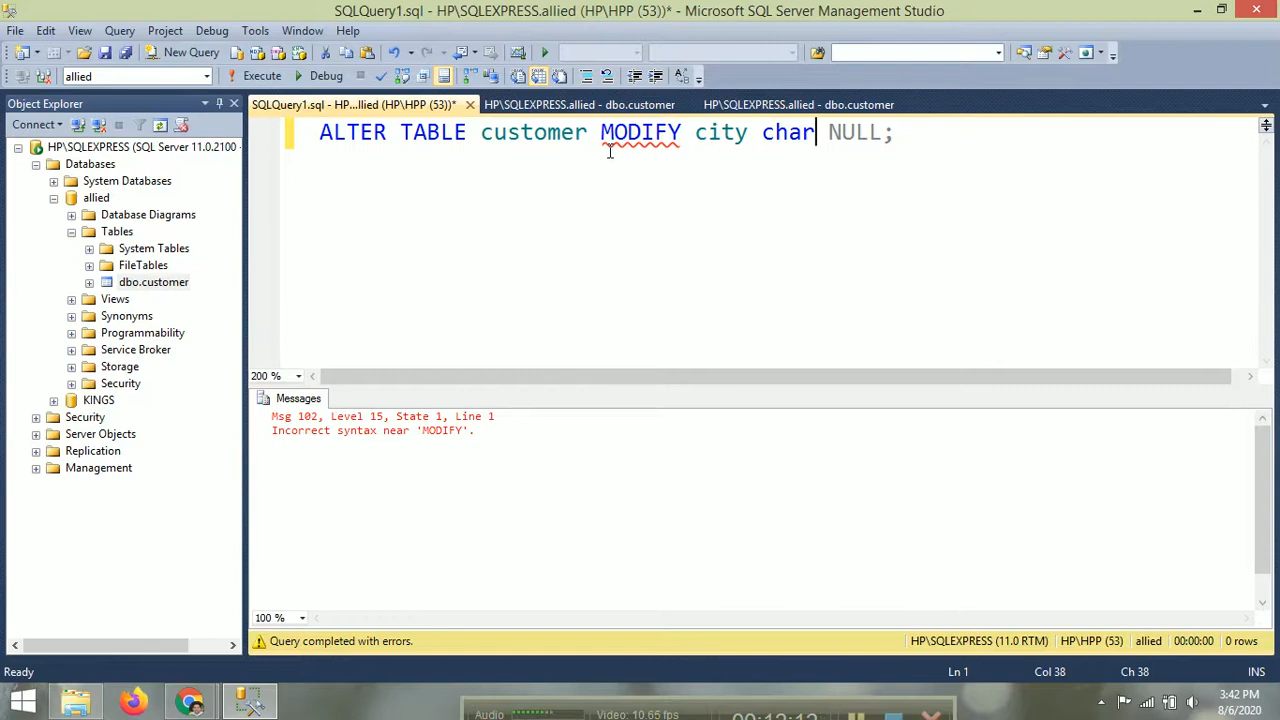 SQLQuery1.sql - HP\SQLEXPRESS.allied (HP\HPP (53))* - Microsoft SQL Server Management Studio
File Edit View Query Project Debug Tools Window Help
New Query
allied Execute Debug
Object Explorer
SQLQuery1.sql - HP...llied (HP\HPP (53))* HP\SQLEXPRESS.allied - dbo.customer HP\SQLEXPRESS.allied - dbo.customer
Connect
ALTER TABLE customer MODIFY city char NULL;
HP\SQLEXPRESS (SQL Server 11.0.2100 -
Databases
System Databases
allied
Database Diagrams
Tables
System Tables
FileTables
dbo.customer
Views
Synonyms
Programmability
Service Broker
Storage
Security
KINGS
Security
Server Objects
Replication
Management
200 %
Messages
Msg 102, Level 15, State 1, Line 1
Incorrect syntax near 'MODIFY'.
100 %
Query completed with errors. HP\SQLEXPRESS (11.0 RTM) HP\HPP (53) allied 00:00:00 0 rows
Ready Ln 1 Col 38 Ch 38 INS
Audio Video: 10.65 fps
3:42 PM
8/6/2020